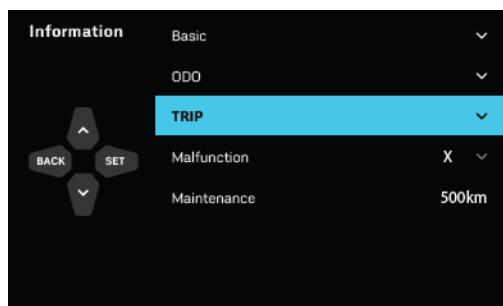 Information
Basic
ODO
TRIP
BACK SET
Malfunction X
Maintenance 500km